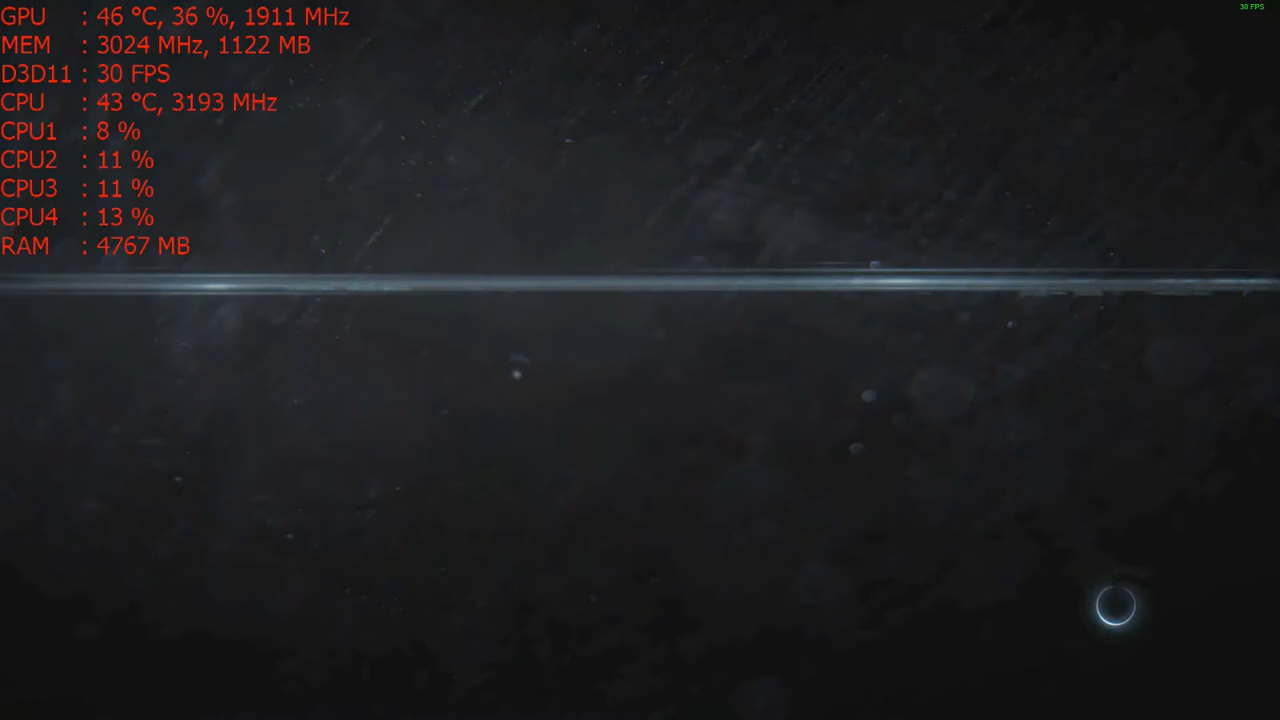 GPU : 46 °C, 36 %, 1911 MHz
30 FPS
MEM : 3024 MHz, 1122 MB
D3D11 : 30 FPS
CPU : 43 °C, 3193 MHz
CPU1 : 8 %
CPU2 : 11 %
CPU3 : 11 %
CPU4 : 13 %
RAM : 4767 MB